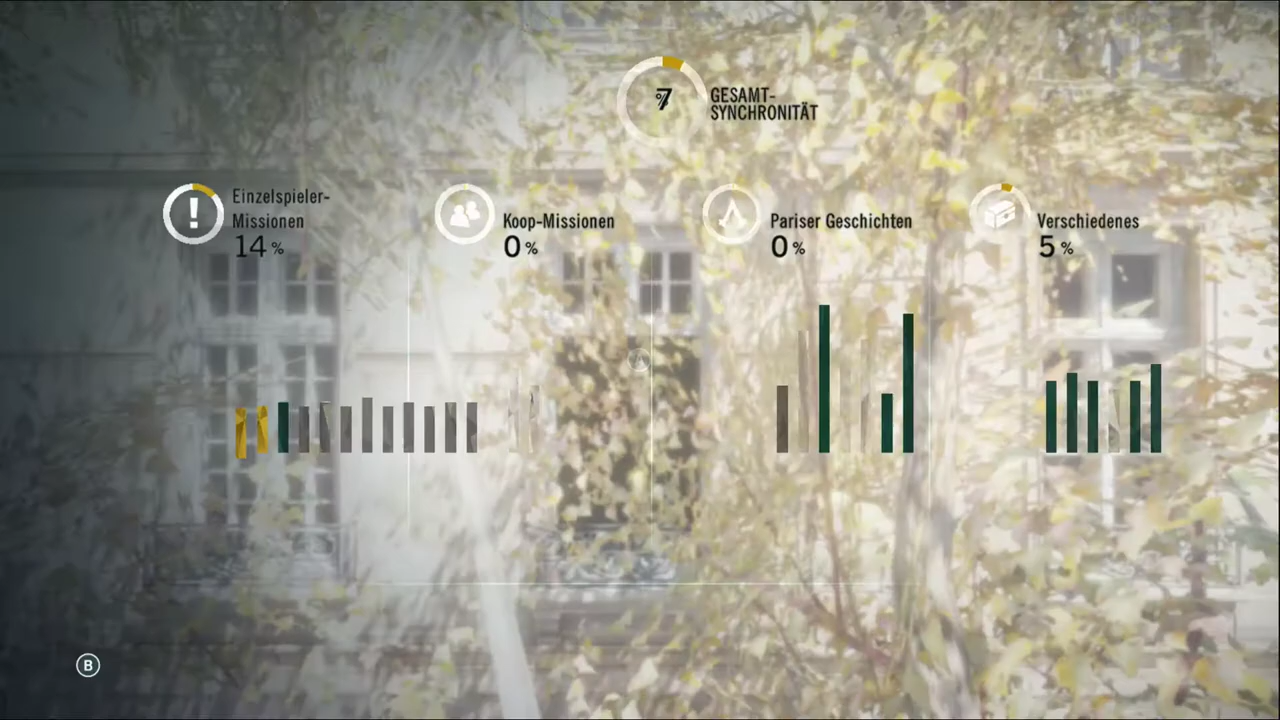 7%
GESAMT-
SYNCHRONITÄT
Einzelspieler-
Missionen
14 %
Koop-Missionen
0 %
Pariser Geschichten
0 %
Verschiedenes
5 %
B